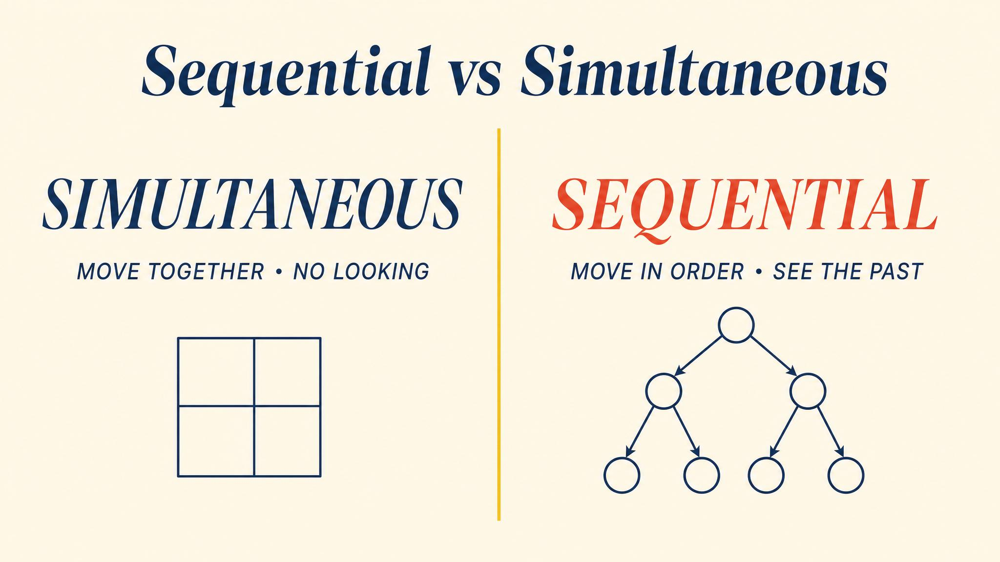 Sequential vs Simultaneous
SIMULTANEOUS
MOVE TOGETHER • NO LOOKING
SEQUENTIAL
MOVE IN ORDER • SEE THE PAST